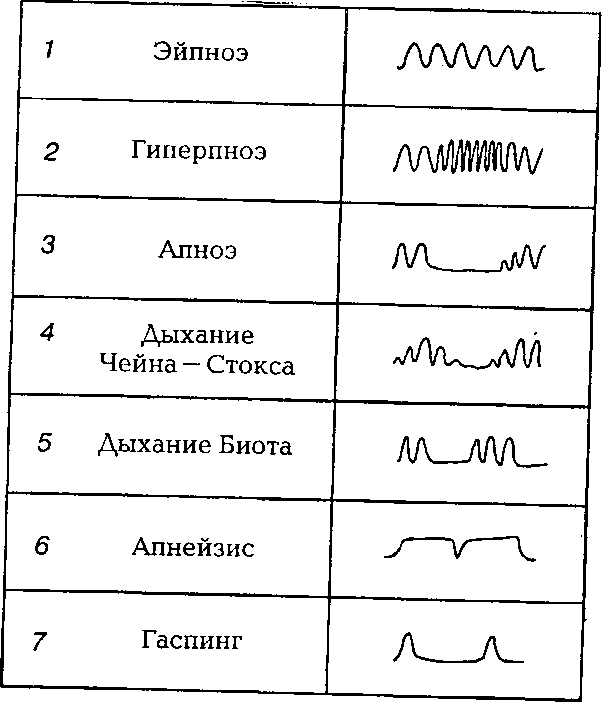 1 Эйпноэ
2 Гиперпноэ
3 Апноэ
4 Дыхание
Чейна — Стокса
5 Дыхание Биота
6 Апнейзис
7 Гаспинг